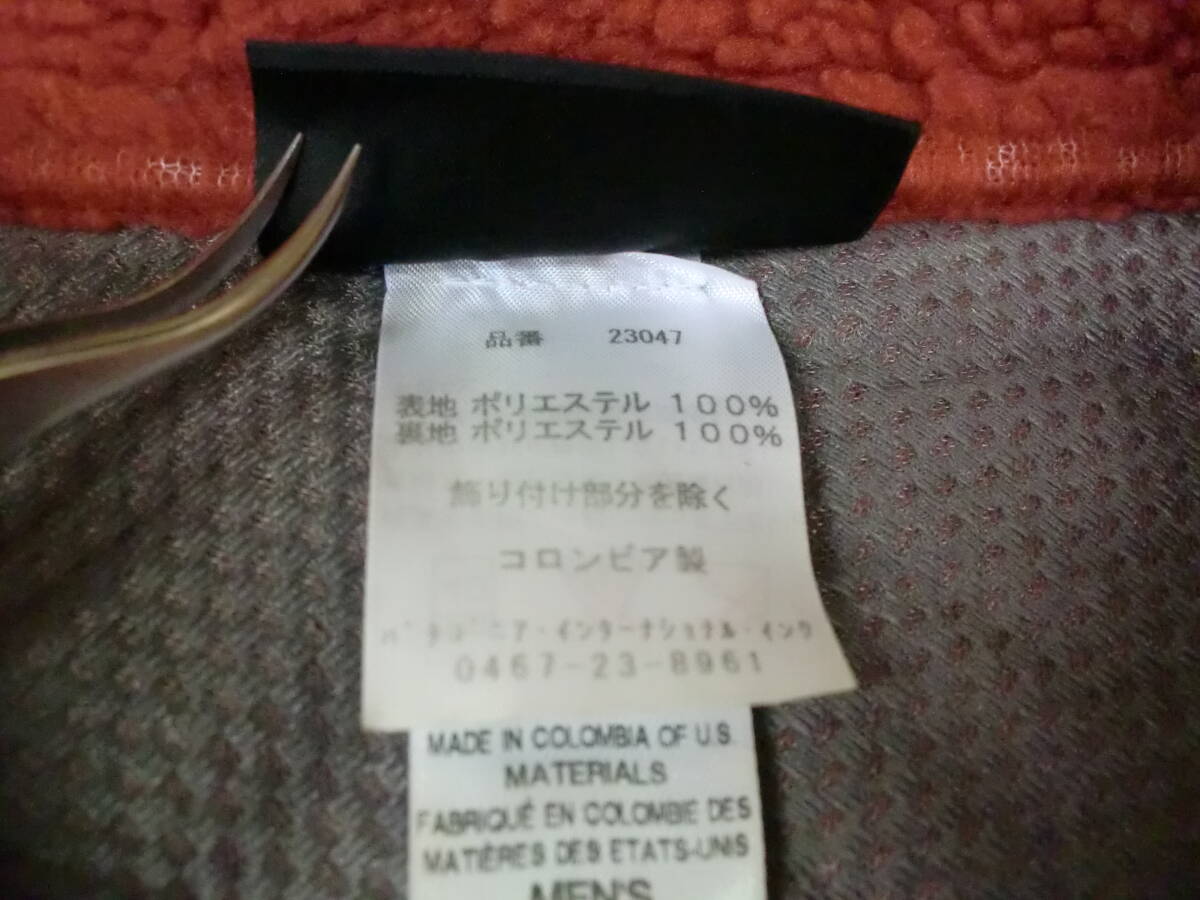 品番 23047
表地 ポリエステル 100%
裏地 ポリエステル 100%
飾り付け部分を除く
コロンビア製
パタゴニア・インターナショナル・インク
0467-23-8961
MADE IN COLOMBIA OF U.S.
MATERIALS
FABRIQUÉ EN COLOMBIE DES
MATIÈRES DES ETATS-UNIS
MEN'S